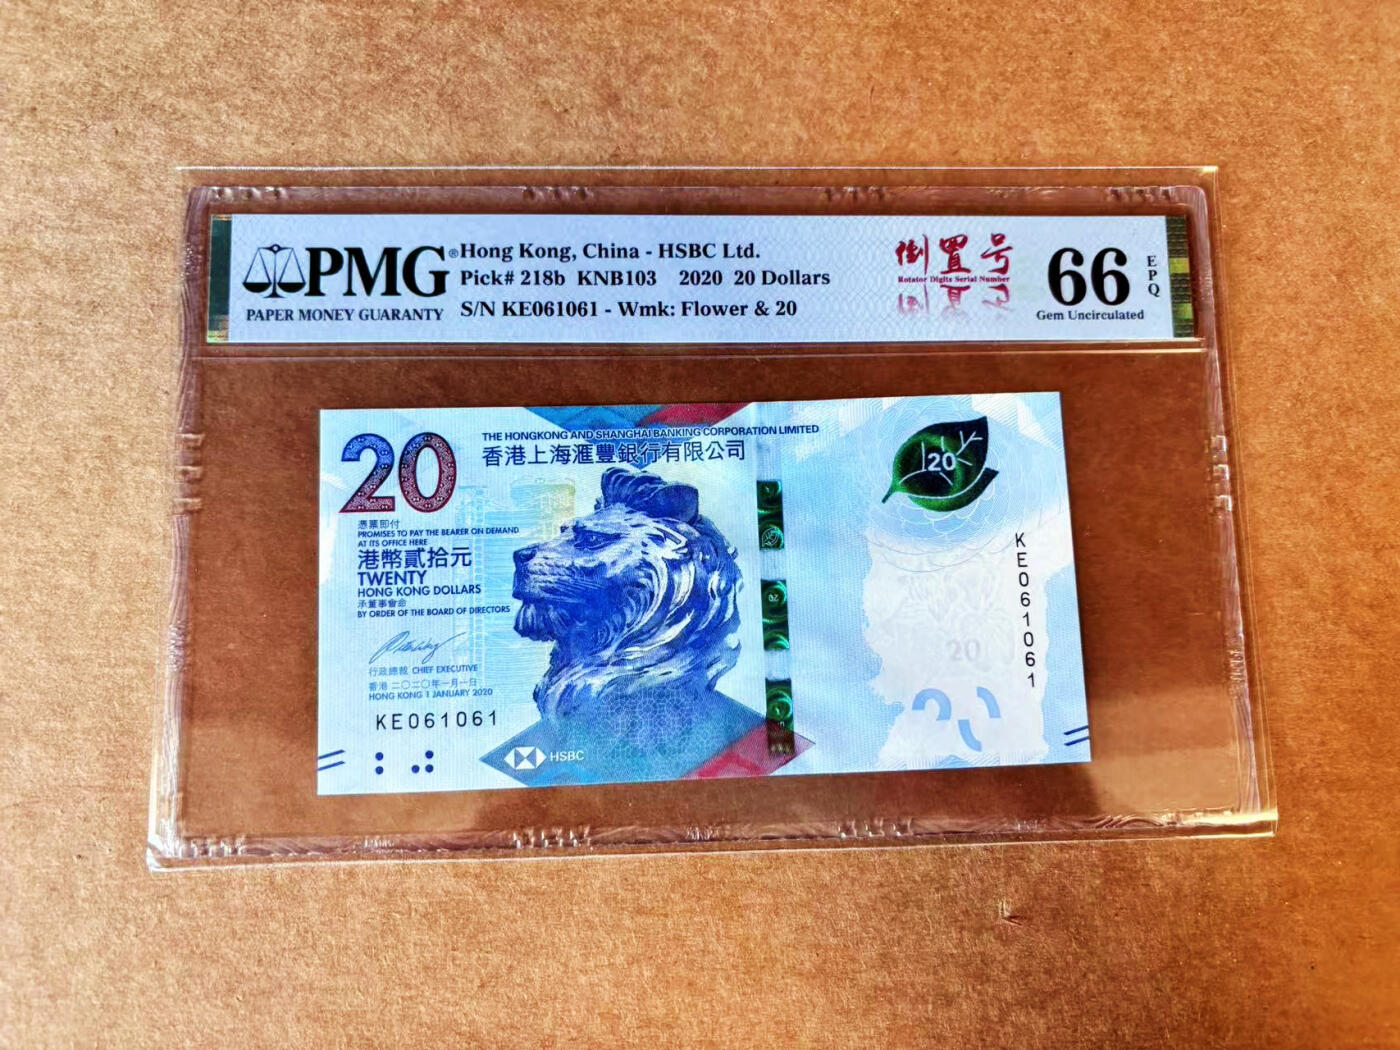 PMG®
PAPER MONEY GUARANTY
Hong Kong, China - HSBC Ltd.
Pick# 218b KNB103 2020 20 Dollars
S/N KE061061 - Wmk: Flower & 20
倒置号
Rotator Digits Serial Number
66
Gem Uncirculated
EPQ
20
THE HONGKONG AND SHANGHAI BANKING CORPORATION LIMITED
香港上海滙豐銀行有限公司
憑票即付
PROMISES TO PAY THE BEARER ON DEMAND
AT ITS OFFICE HERE
港幣貳拾元
TWENTY
HONG KONG DOLLARS
承董事會命
BY ORDER OF THE BOARD OF DIRECTORS
行政總裁 CHIEF EXECUTIVE
香港 二〇二〇年一月一日
HONG KONG 1 JANUARY 2020
KE061061
HSBC
20
KE061061
20
20